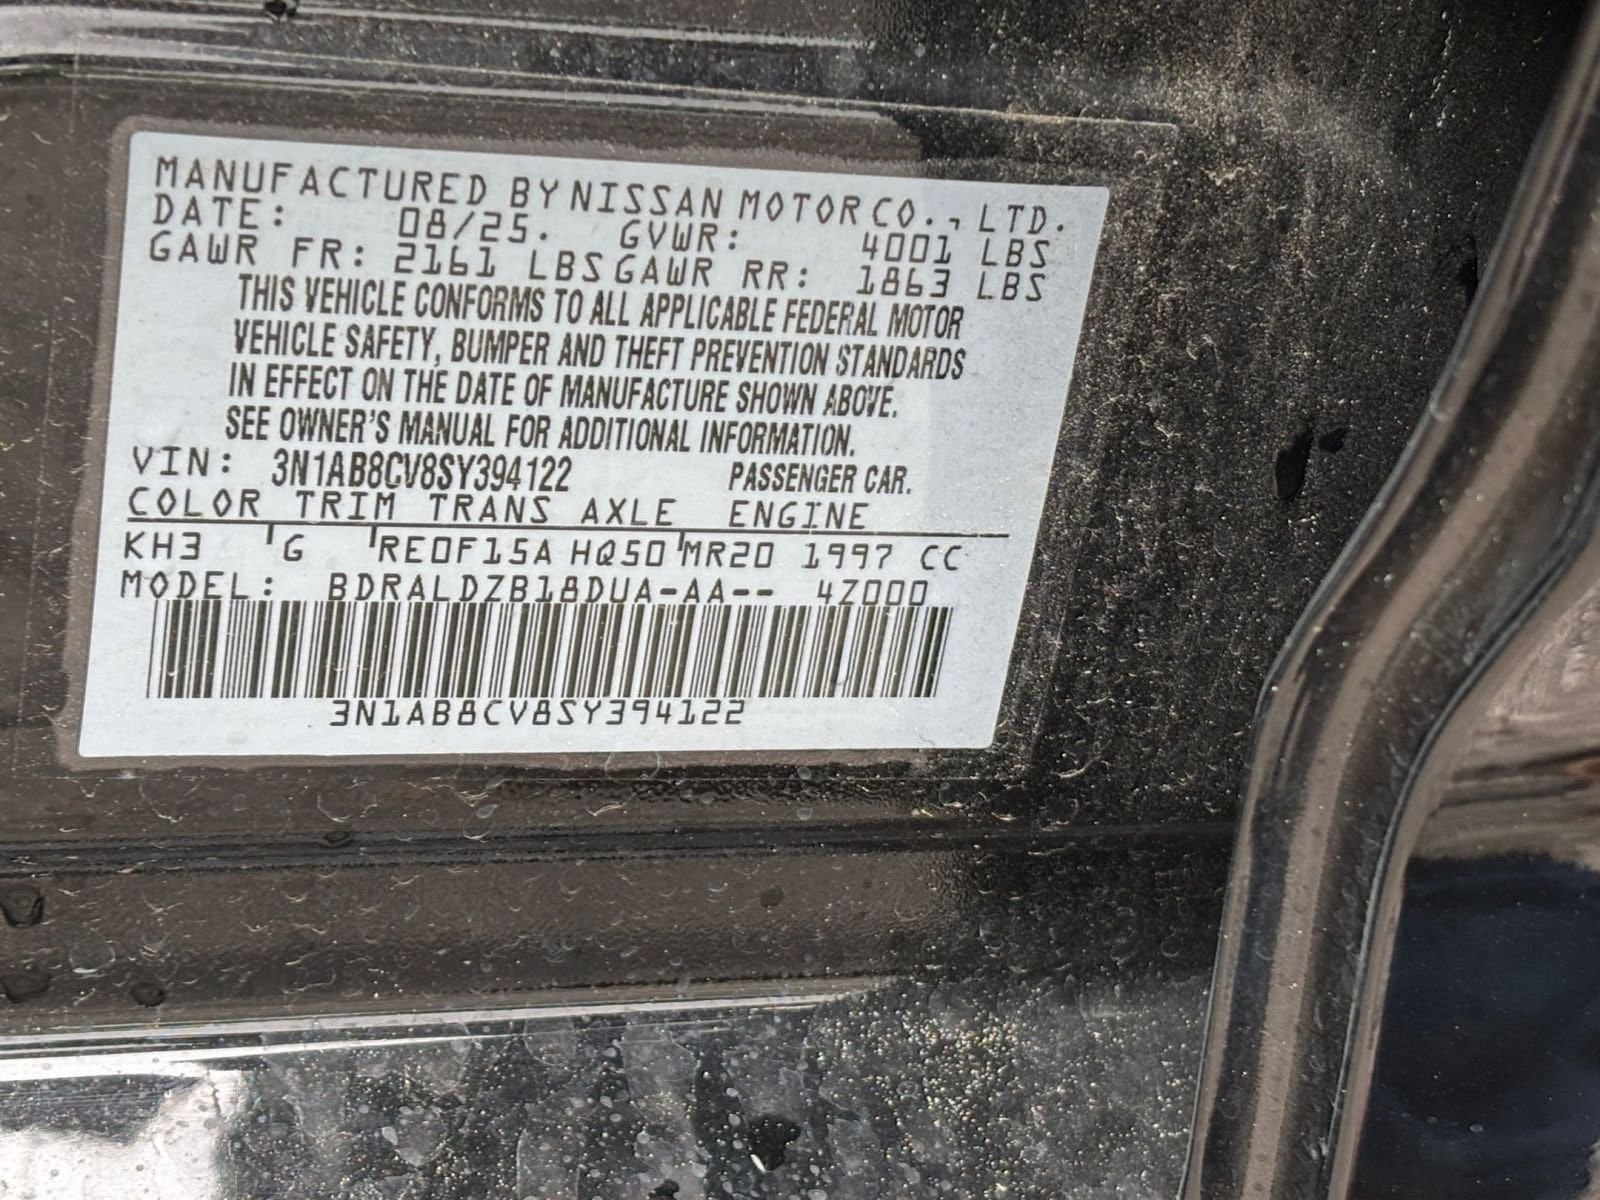 MANUFACTURED BY NISSAN MOTOR CO., LTD.
DATE: 08/25. GVWR: 4001 LBS
GAWR FR: 2161 LBS GAWR RR: 1863 LBS
THIS VEHICLE CONFORMS TO ALL APPLICABLE FEDERAL MOTOR
VEHICLE SAFETY, BUMPER AND THEFT PREVENTION STANDARDS
IN EFFECT ON THE DATE OF MANUFACTURE SHOWN ABOVE.
SEE OWNER'S MANUAL FOR ADDITIONAL INFORMATION.
VIN: 3N1AB8CV8SY394122 PASSENGER CAR.
COLOR TRIM TRANS AXLE ENGINE
KH3 G RE0F15A HQ50 MR20 1997 CC
MODEL: BDRALDZB18DUA-AA-- 4Z000
3N1AB8CV8SY394122